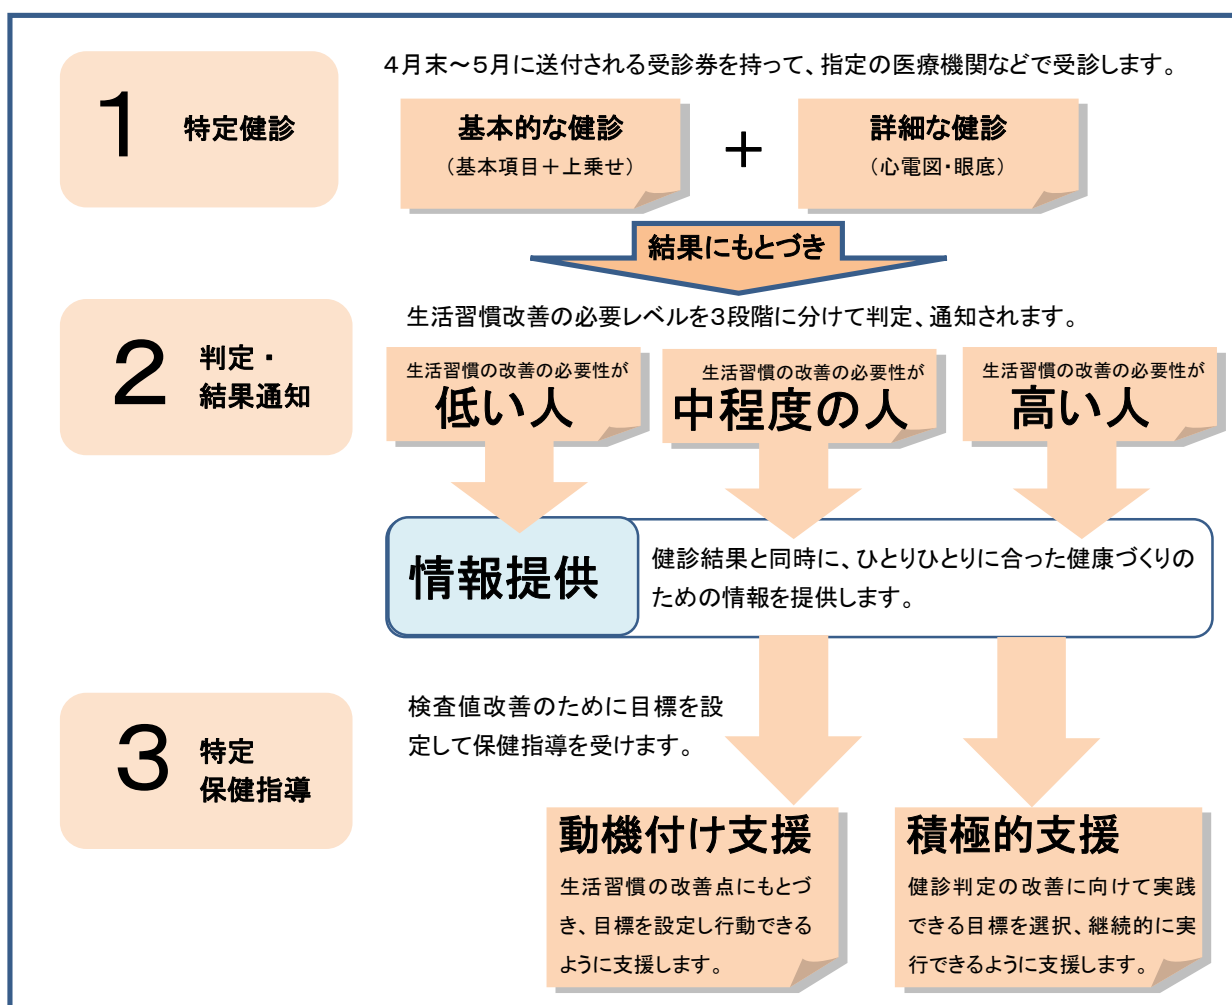 1 特定健診
4月末～5月に送付される受診券を持って、指定の医療機関などで受診します。
基本的な健診
（基本項目＋上乗せ）
＋
詳細な健診
（心電図・眼底）
結果にもとづき
2 判定・
結果通知
生活習慣改善の必要レベルを3段階に分けて判定、通知されます。
生活習慣の改善の必要性が
低い人
生活習慣の改善の必要性が
中程度の人
生活習慣の改善の必要性が
高い人
情報提供
健診結果と同時に、ひとりひとりに合った健康づくりの
ための情報を提供します。
3 特定
保健指導
検査値改善のために目標を設
定して保健指導を受けます。
動機付け支援
生活習慣の改善点にもとづ
き、目標を設定し行動できる
ように支援します。
積極的支援
健診判定の改善に向けて実践
できる目標を選択、継続的に実
行できるように支援します。